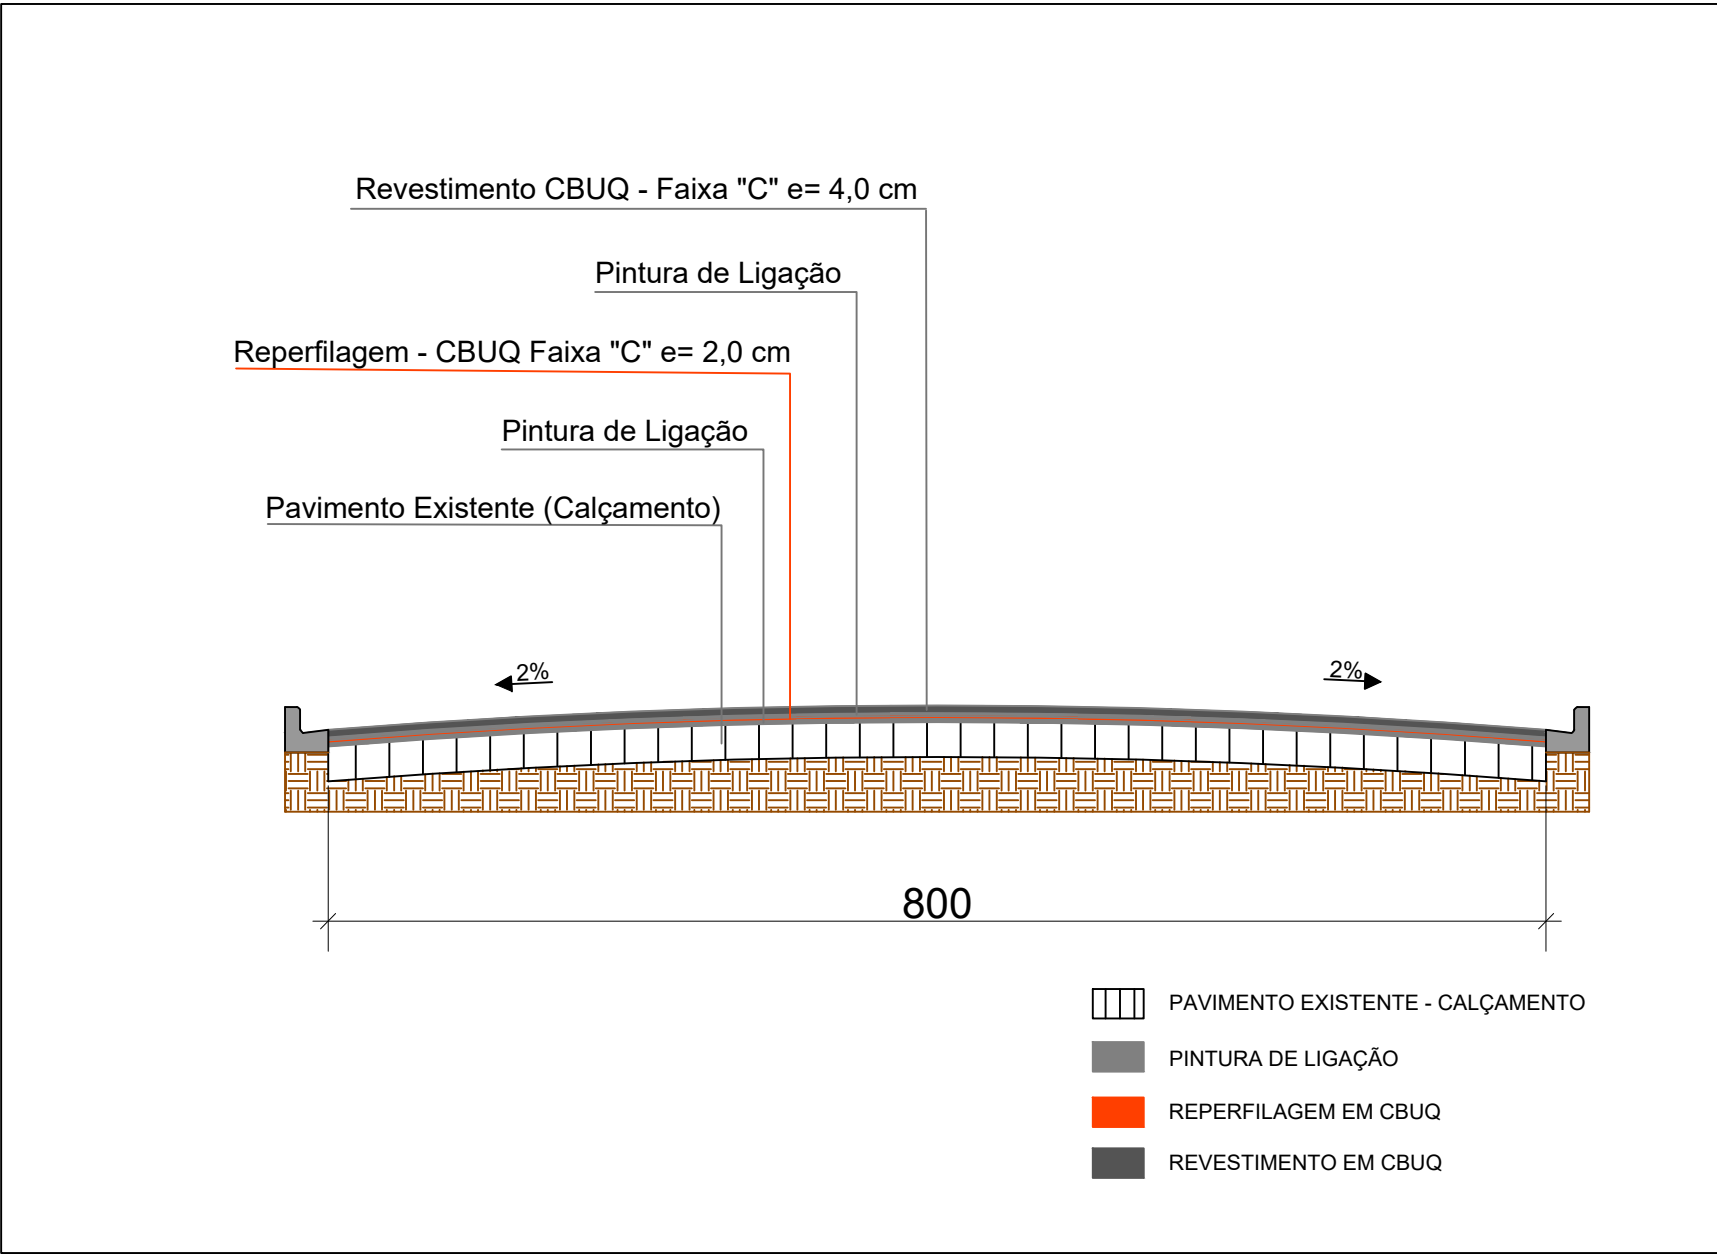 Revestimento CBUQ - Faixa "C" e= 4,0 cm
Pintura de Ligação
Reperfilagem - CBUQ Faixa "C" e= 2,0 cm
Pintura de Ligação
Pavimento Existente (Calçamento)
2%
2%
800
PAVIMENTO EXISTENTE - CALÇAMENTO
PINTURA DE LIGAÇÃO
REPERFILAGEM EM CBUQ
REVESTIMENTO EM CBUQ